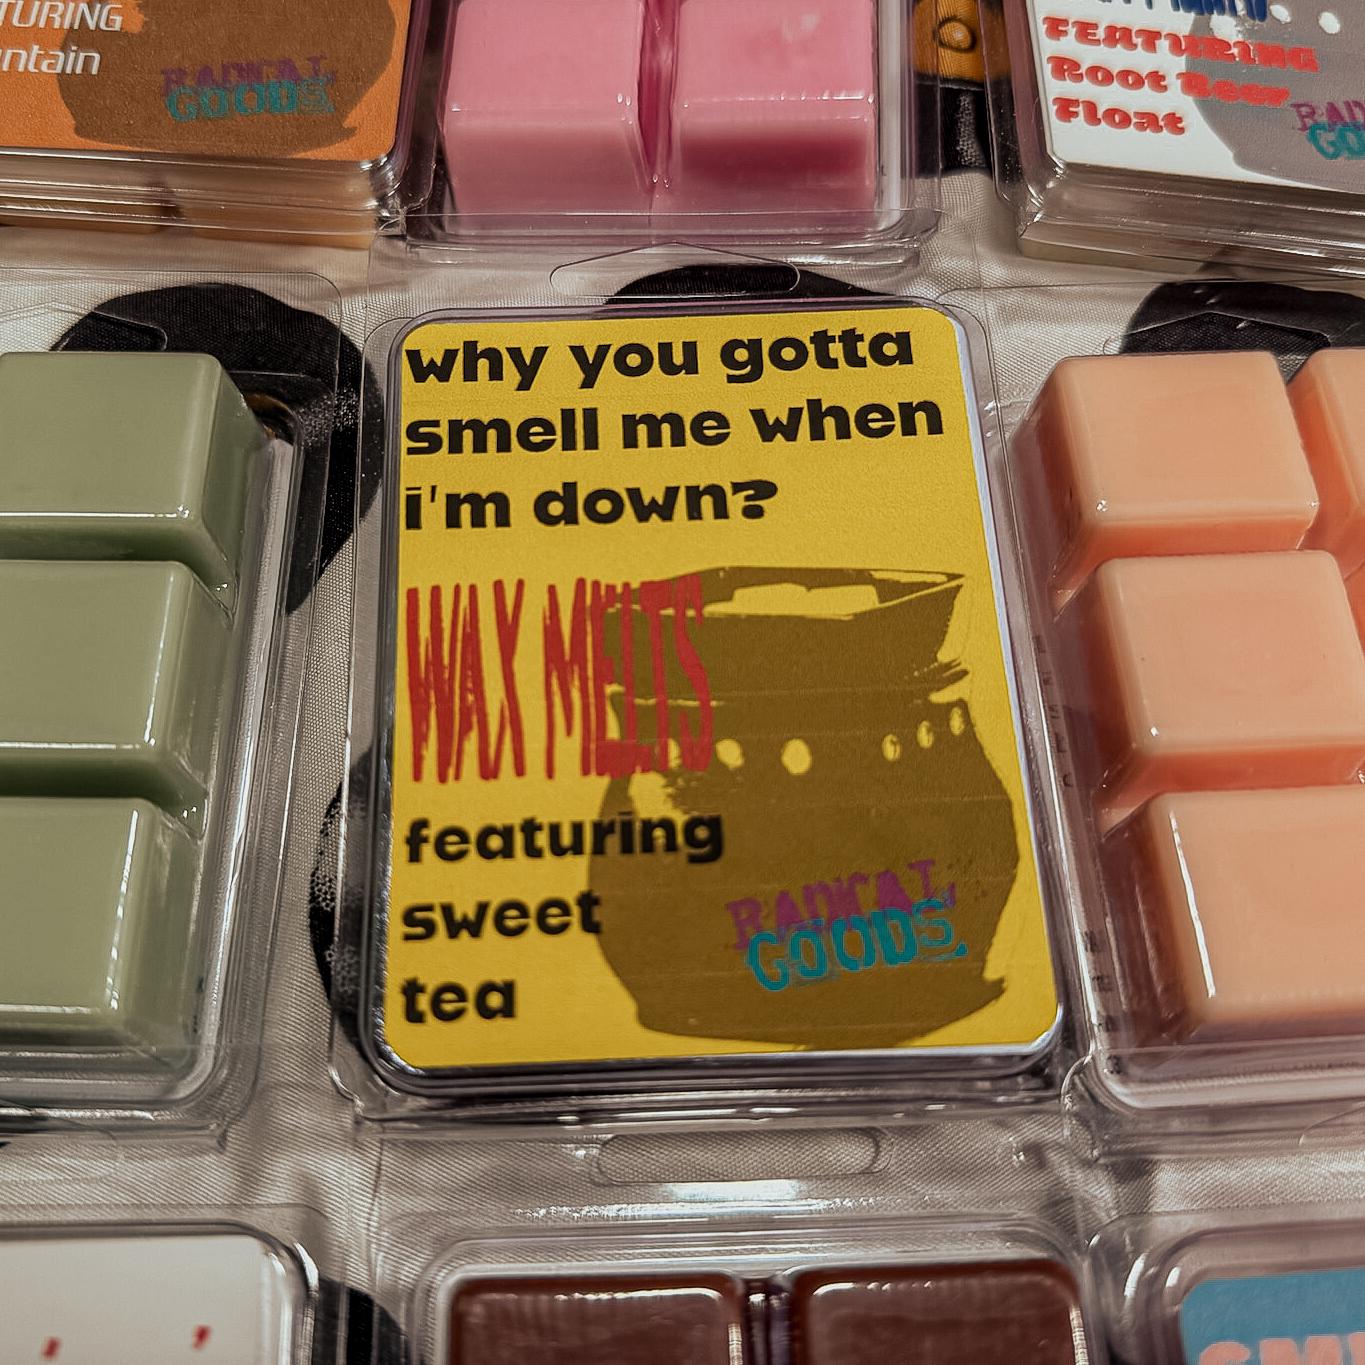 TURING
ntain
RADICAL
GOODS.
FEATURING
Root Beer
Float
why you gotta
smell me when
i'm down?
WAX MELTS
featuring
sweet
tea
RADICAL
GOODS.